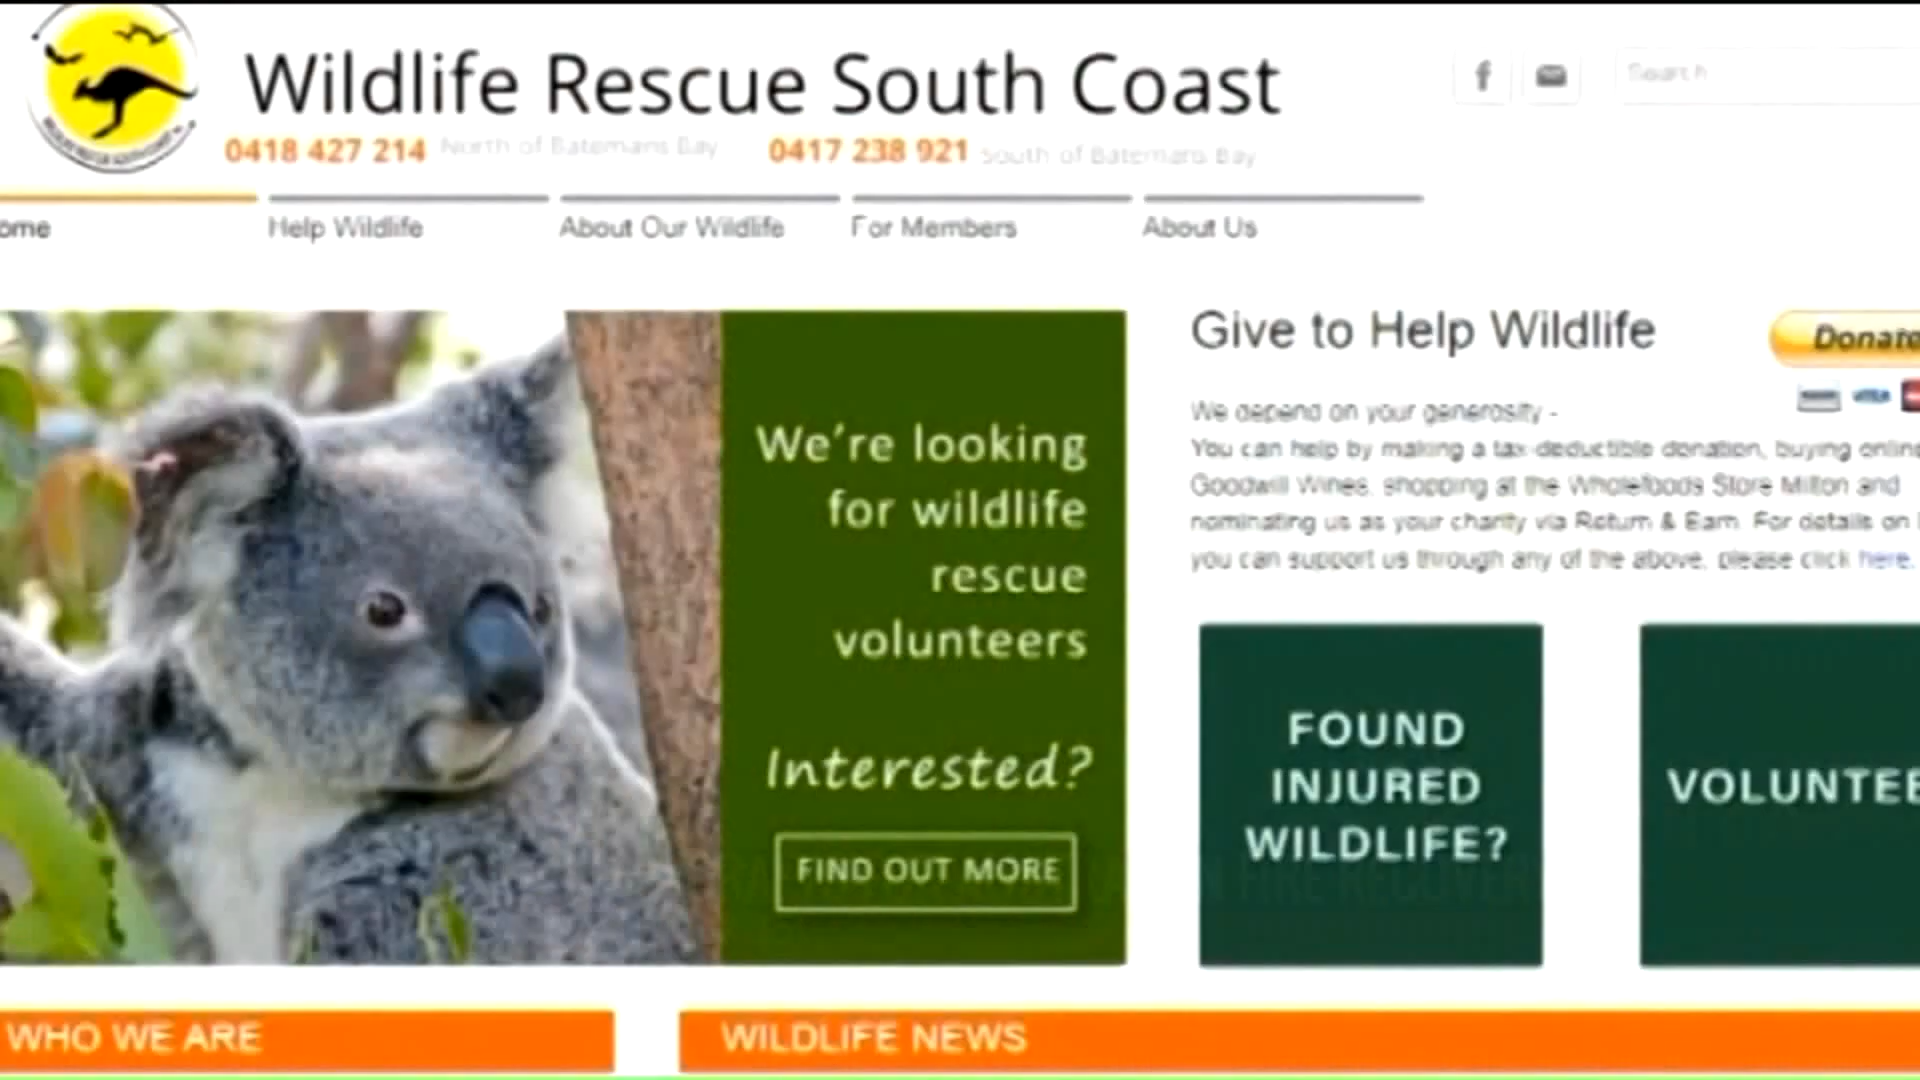 Wildlife Rescue South Coast
Search
0418 427 214 North of Batemans Bay 0417 238 921 South of Batemans Bay
ome Help Wildlife About Our Wildlife For Members About Us
We're looking
for wildlife
rescue
volunteers
Interested?
FIND OUT MORE
Give to Help Wildlife
Donate
VISA
We depend on your generosity -
You can help by making a tax-deductible donation, buying online
Goodwill Wines, shopping at the Wholefoods Store Milton and
nominating us as your charity via Return & Earn. For details on
you can support us through any of the above, please click here.
FOUND
INJURED
WILDLIFE?
VOLUNTEE
WHO WE ARE
WILDLIFE NEWS